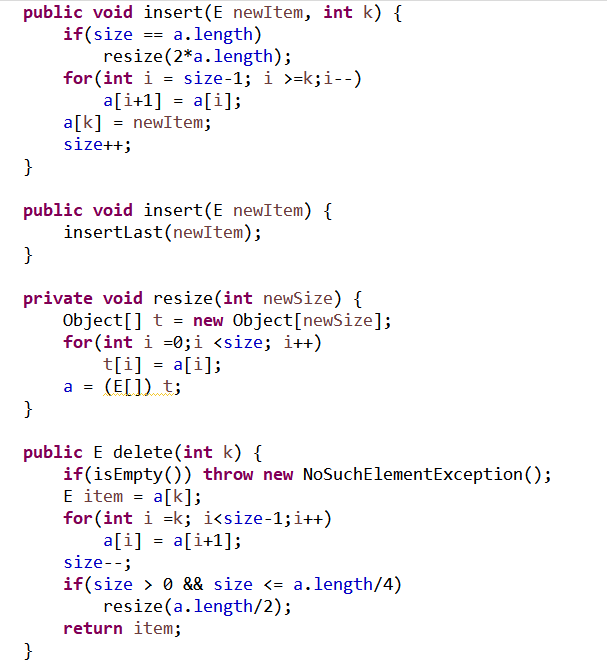 public void insert(E newItem, int k) {
    if(size == a.length)
        resize(2*a.length);
    for(int i = size-1; i >=k;i--)
        a[i+1] = a[i];
    a[k] = newItem;
    size++;
}

public void insert(E newItem) {
    insertLast(newItem);
}

private void resize(int newSize) {
    Object[] t = new Object[newSize];
    for(int i =0;i <size; i++)
        t[i] = a[i];
    a = (E[]) t;
}

public E delete(int k) {
    if(isEmpty()) throw new NoSuchElementException();
    E item = a[k];
    for(int i =k; i<size-1;i++)
        a[i] = a[i+1];
    size--;
    if(size > 0 && size <= a.length/4)
        resize(a.length/2);
    return item;
}